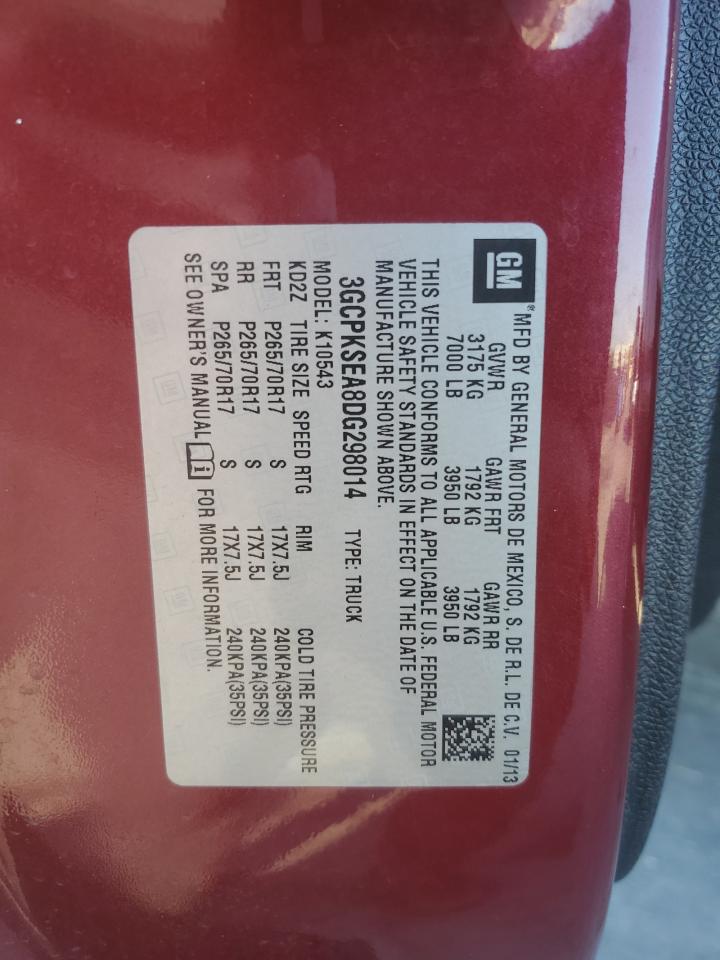 GM
® MFD BY GENERAL MOTORS DE MEXICO, S. DE R.L. DE C.V. 01/13
GVWR GAWR FRT GAWR RR
3175 KG 1792 KG 1792 KG
7000 LB 3950 LB 3950 LB
THIS VEHICLE CONFORMS TO ALL APPLICABLE U.S. FEDERAL MOTOR
VEHICLE SAFETY STANDARDS IN EFFECT ON THE DATE OF
MANUFACTURE SHOWN ABOVE.
3GCPKSEA8DG298014 TYPE: TRUCK
MODEL: K10543
KD2Z TIRE SIZE SPEED RTG RIM COLD TIRE PRESSURE
FRT P265/70R17 S 17X7.5J 240KPA(35PSI)
RR P265/70R17 S 17X7.5J 240KPA(35PSI)
SPA P265/70R17 S 17X7.5J 240KPA(35PSI)
SEE OWNER'S MANUAL i FOR MORE INFORMATION.